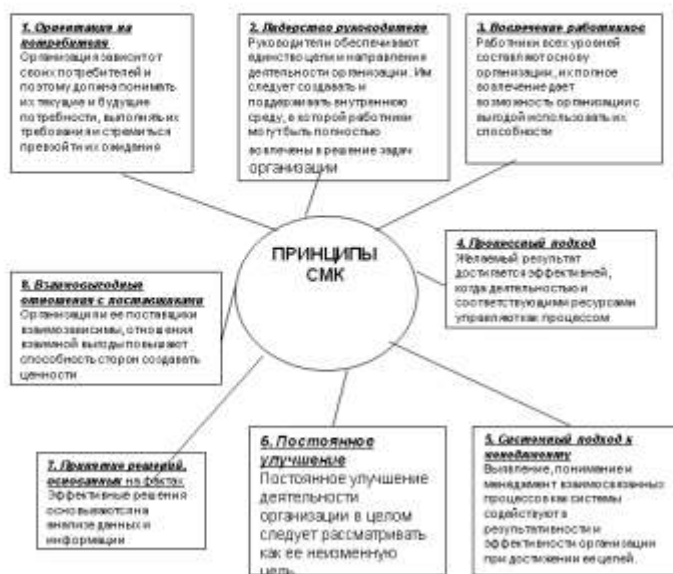 1. Ориентация на
потребителя
Организация зависит от
своих потребителей и
поэтому должна понимать
их текущие и будущие
потребности, выполнять их
требования и стремиться
превзойти их ожидания
2. Лидерство руководителя
Руководители обеспечивают
единство цели и направления
деятельности организации. Им
следует создавать и
поддерживать внутреннюю
среду, в которой работники
могут быть полностью
вовлечены в решение задач
организации
3. Вовлечение работников
Работники всех уровней
составляют основу
организации, их полное
вовлечение дает
возможность организации с
выгодой использовать их
способности
ПРИНЦИПЫ
СМК
4. Процессный подход
Желаемый результат
достигается эффективней,
когда деятельностью и
соответствующими ресурсами
управляют как процессом
5. Системный подход к
менеджменту
Выявление, понимание и
менеджмент взаимосвязанных
процессов как системы
содействуют в
результативности и
эффективности организации
при достижении ее целей.
6. Постоянное
улучшение
Постоянное улучшение
деятельности
организации в целом
следует рассматривать
как ее неизменную
цель
7. Принятие решений,
основанных на фактах
Эффективные решения
основываются на
анализе данных и
информации
8. Взаимовыгодные
отношения с поставщиками
Организация и ее поставщики
взаимозависимы, отношения
взаимной выгоды повышают
способность сторон создавать
ценности